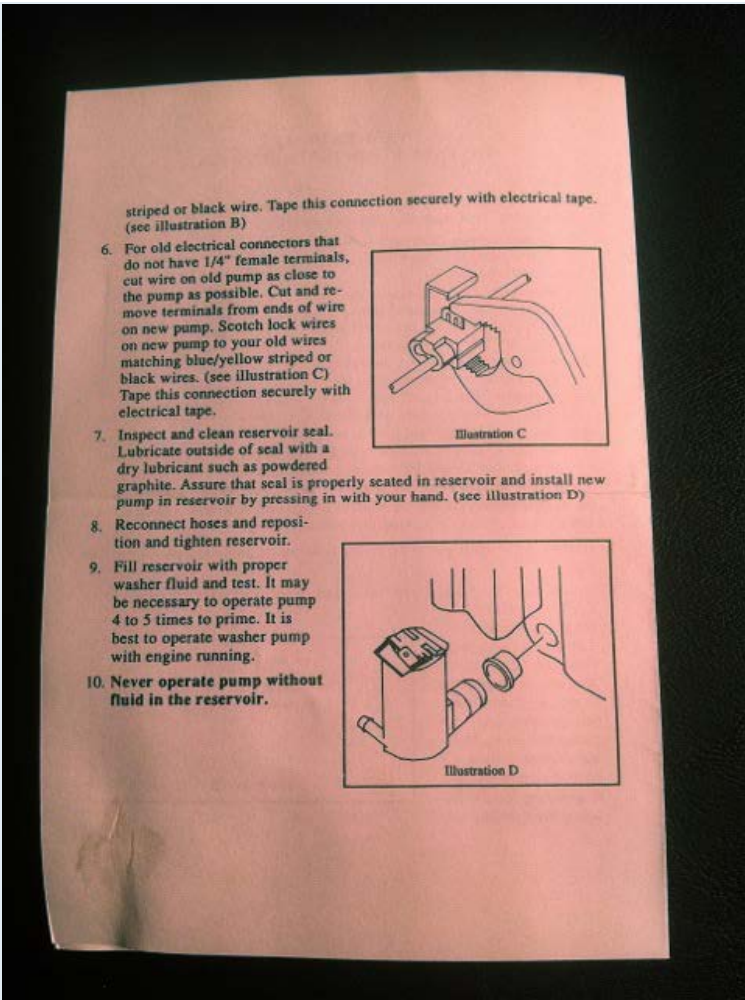 striped or black wire. Tape this connection securely with electrical tape.
(see illustration B)
6. For old electrical connectors that
do not have 1/4" female terminals,
cut wire on old pump as close to
the pump as possible. Cut and re-
move terminals from ends of wire
on new pump. Scotch lock wires
on new pump to your old wires
matching blue/yellow striped or
black wires. (see illustration C)
Tape this connection securely with
electrical tape.
Illustration C
7. Inspect and clean reservoir seal.
Lubricate outside of seal with a
dry lubricant such as powdered
graphite. Assure that seal is properly seated in reservoir and install new
pump in reservoir by pressing in with your hand. (see illustration D)
8. Reconnect hoses and reposi-
tion and tighten reservoir.
9. Fill reservoir with proper
washer fluid and test. It may
be necessary to operate pump
4 to 5 times to prime. It is
best to operate washer pump
with engine running.
10. Never operate pump without
fluid in the reservoir.
Illustration D